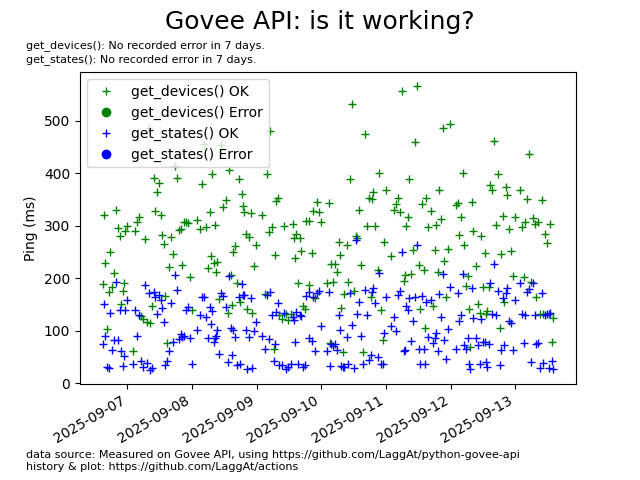 Govee API: is it working?
get_devices(): No recorded error in 7 days.
get_states(): No recorded error in 7 days.
get_devices() OK
get_devices() Error
get_states() OK
get_states() Error
Ping (ms)
500
400
300
200
100
0
2025-09-07
2025-09-08
2025-09-09
2025-09-10
2025-09-11
2025-09-12
2025-09-13
data source: Measured on Govee API, using https://github.com/LaggAt/python-govee-api
history & plot: https://github.com/LaggAt/actions